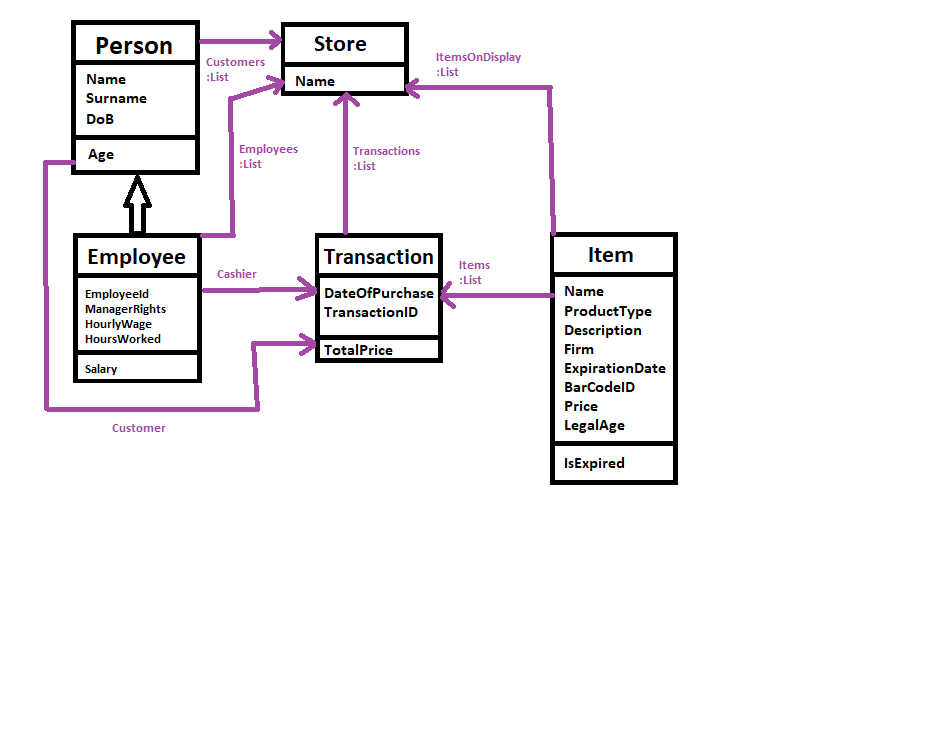 Person
Name
Surname
DoB
Age
Customers
:List
Store
Name
ItemsOnDisplay
:List
Employees
:List
Transactions
:List
Employee
EmployeeId
ManagerRights
HourlyWage
HoursWorked
Salary
Cashier
Transaction
DateOfPurchase
TransactionID
TotalPrice
Items
:List
Item
Name
ProductType
Description
Firm
ExpirationDate
BarCodeID
Price
LegalAge
IsExpired
Customer